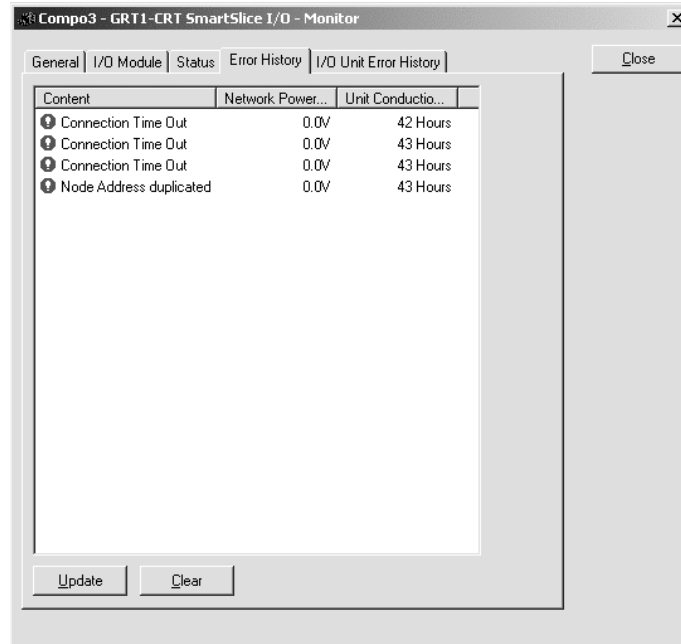 Compo3 - GRT1-CRT SmartSlice I/O - Monitor
General I/O Module Status Error History I/O Unit Error History Close
Content Network Power... Unit Conductio...
Connection Time Out 0.0V 42 Hours
Connection Time Out 0.0V 43 Hours
Connection Time Out 0.0V 43 Hours
Node Address duplicated 0.0V 43 Hours
Update Clear